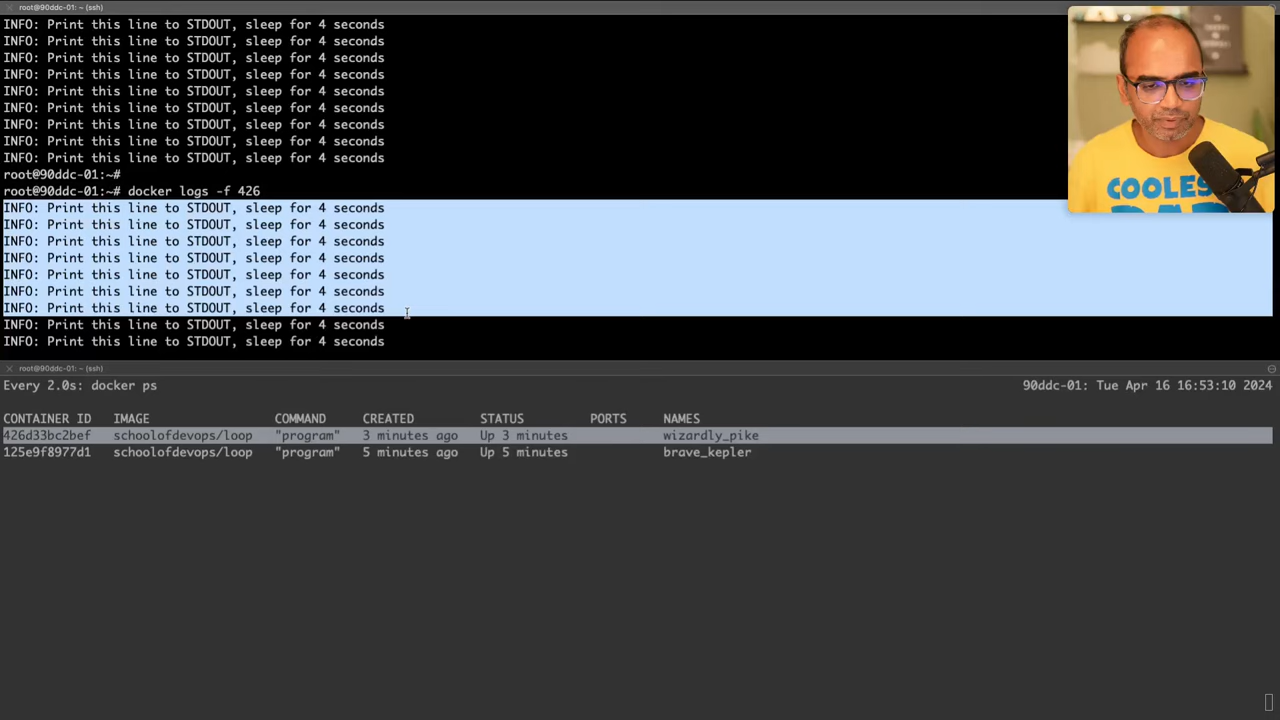 root@90ddc-01: ~ (ssh)
INFO: Print this line to STDOUT, sleep for 4 seconds
INFO: Print this line to STDOUT, sleep for 4 seconds
INFO: Print this line to STDOUT, sleep for 4 seconds
INFO: Print this line to STDOUT, sleep for 4 seconds
INFO: Print this line to STDOUT, sleep for 4 seconds
INFO: Print this line to STDOUT, sleep for 4 seconds
INFO: Print this line to STDOUT, sleep for 4 seconds
INFO: Print this line to STDOUT, sleep for 4 seconds
INFO: Print this line to STDOUT, sleep for 4 seconds
root@90ddc-01:~#
root@90ddc-01:~# docker logs -f 426
INFO: Print this line to STDOUT, sleep for 4 seconds
INFO: Print this line to STDOUT, sleep for 4 seconds
INFO: Print this line to STDOUT, sleep for 4 seconds
INFO: Print this line to STDOUT, sleep for 4 seconds
INFO: Print this line to STDOUT, sleep for 4 seconds
INFO: Print this line to STDOUT, sleep for 4 seconds
INFO: Print this line to STDOUT, sleep for 4 seconds
INFO: Print this line to STDOUT, sleep for 4 seconds
INFO: Print this line to STDOUT, sleep for 4 seconds
root@90ddc-01: ~ (ssh)
Every 2.0s: docker ps 90ddc-01: Tue Apr 16 16:53:10 2024
CONTAINER ID IMAGE COMMAND CREATED STATUS PORTS NAMES
426d33bc2bef schoolofdevops/loop "program" 3 minutes ago Up 3 minutes wizardly_pike
125e9f8977d1 schoolofdevops/loop "program" 5 minutes ago Up 5 minutes brave_kepler